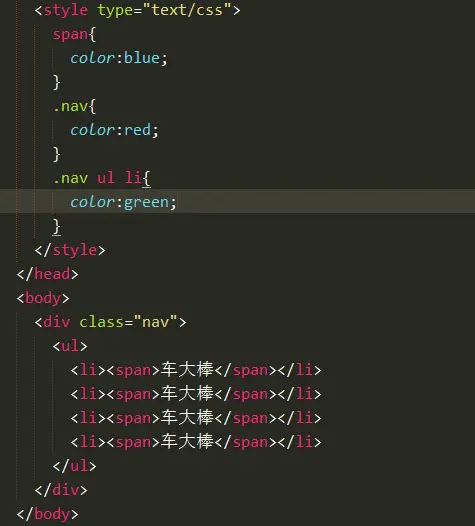 <style type="text/css">
span{
color:blue;
}
.nav{
color:red;
}
.nav ul li{
color:green;
}
</style>
</head>
<body>
<div class="nav">
<ul>
<li><span>车大棒</span></li>
<li><span>车大棒</span></li>
<li><span>车大棒</span></li>
<li><span>车大棒</span></li>
</ul>
</div>
</body>